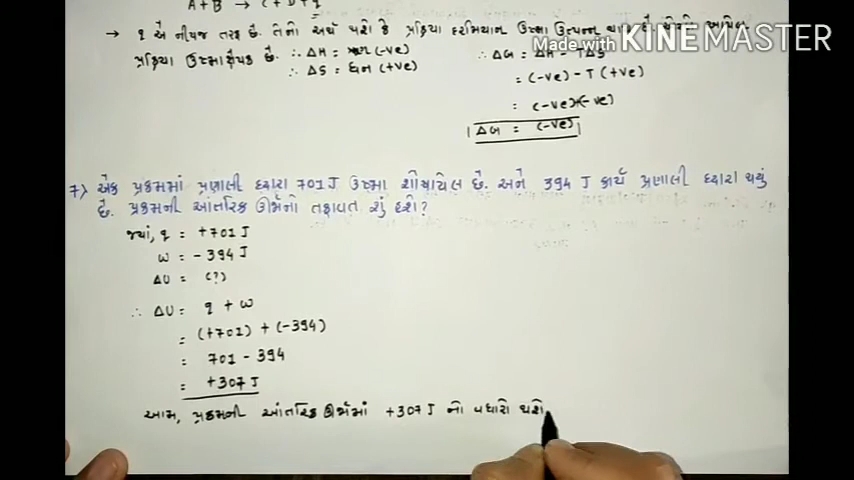 A + B → C + D + q
→ q એ નીપજ તરફ છે. તેનો અર્થ થશે કે પ્રક્રિયા દરમિયાન ઉષ્મા ઉત્પન્ન
Made with KINEMASTER
પ્રક્રિયા ઉષ્માક્ષેપક છે. ∴ ΔH = ઋણ (-ve)
∴ ΔS = ધન (+ve)
∴ ΔG = ΔH - TΔS
= (-ve) - T (+ve)
= (-ve)+(-ve)
ΔG = (-ve)
7) એક પ્રક્રમમાં પ્રણાલી દ્વારા 701 J ઉષ્મા શોષાયેલ છે. અને 394 J કાર્ય પ્રણાલી દ્વારા થયું
છે. પ્રક્રમની આંતરિક ઊર્જાનો તફાવત શું હશે?
જ્યાં, q = +701 J
w = - 394 J
ΔU = (?)
∴ ΔU = q + w
= (+701) + (-394)
= 701 - 394
= +307 J
આમ, પ્રક્રમની આંતરિક ઊર્જામાં +307 J નો વધારો થશે